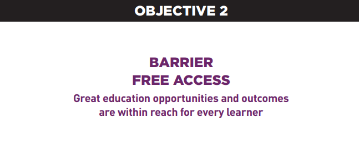 OBJECTIVE 2
BARRIER
FREE ACCESS
Great education opportunities and outcomes
are within reach for every learner